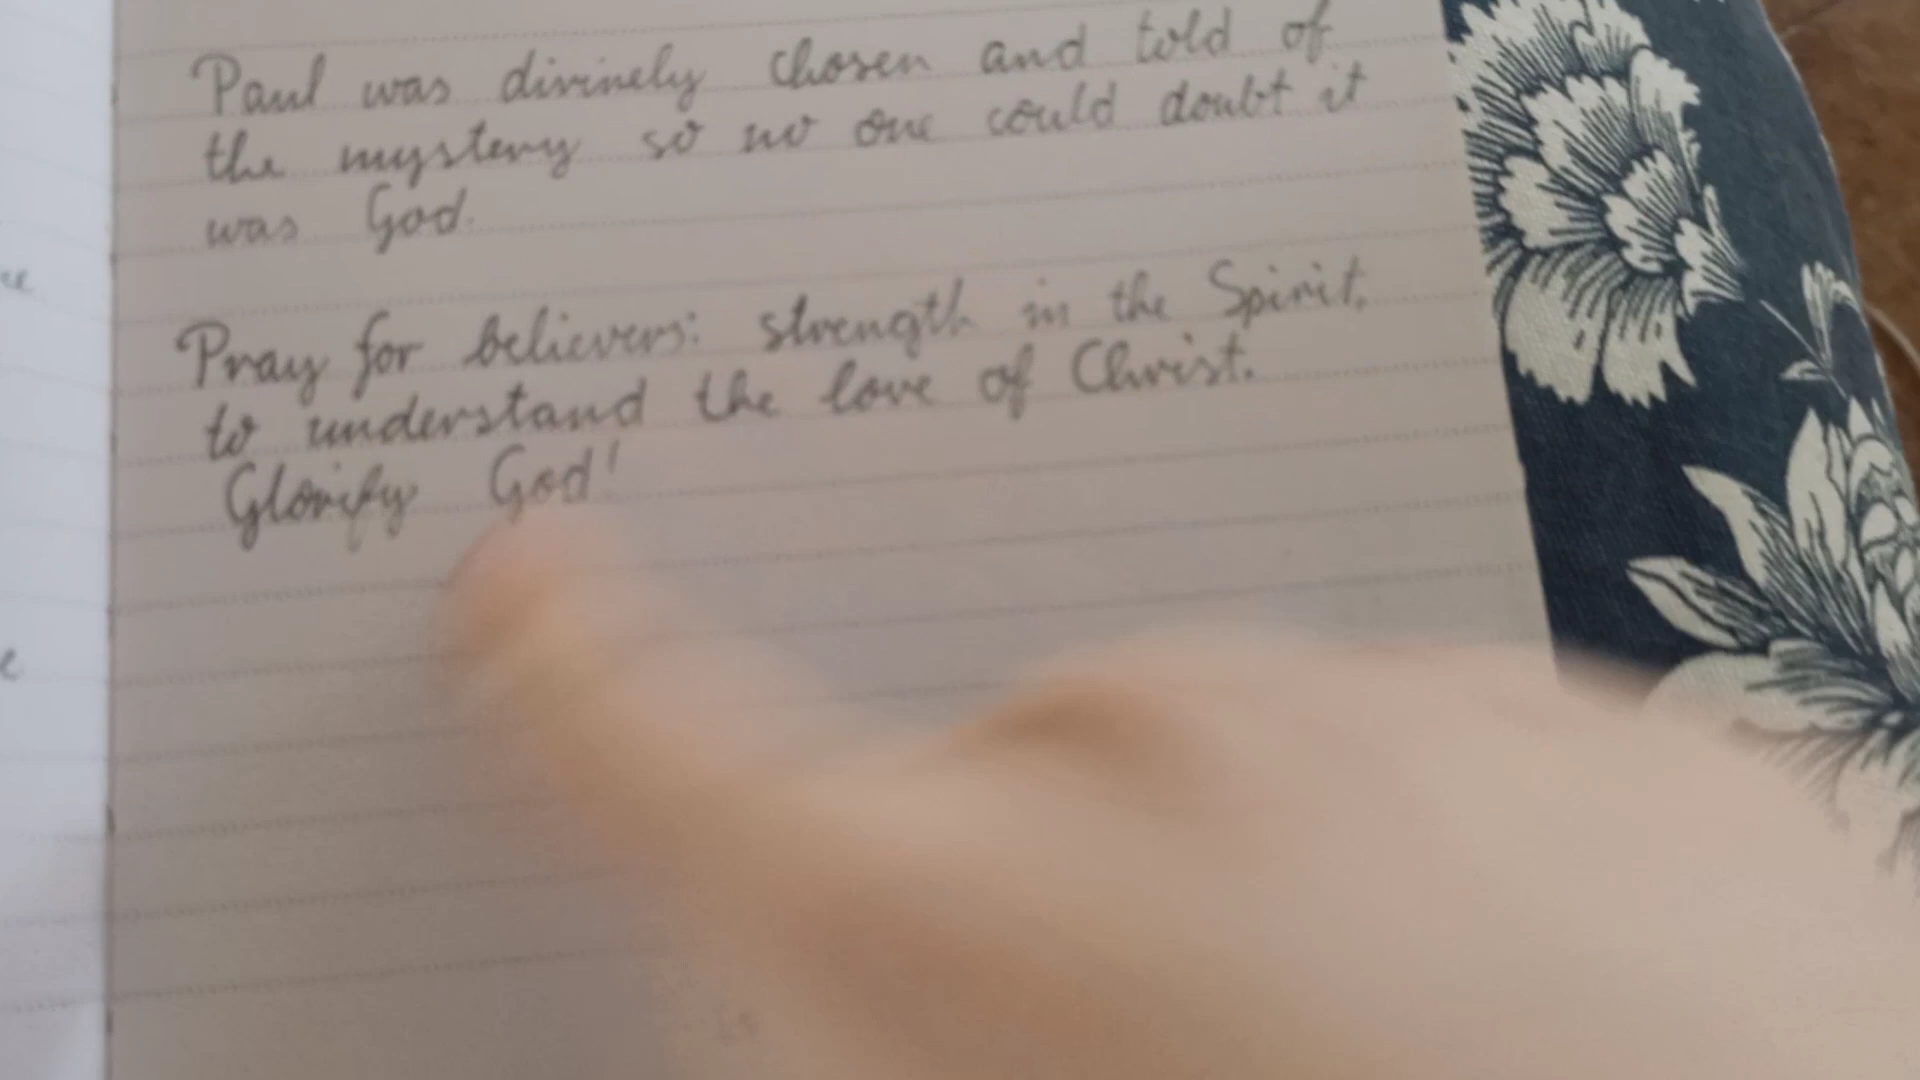 Paul was divinely chosen and told of
the mystery so no one could doubt it
was God.
Pray for believers: strength in the Spirit,
to understand the love of Christ.
Glorify God!